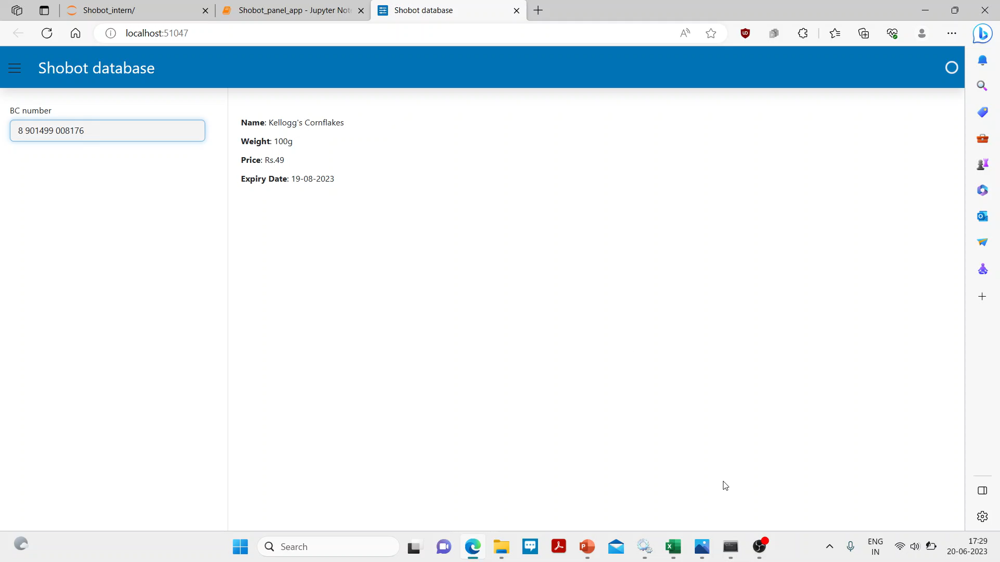 Shobot_intern/
Shobot_panel_app - Jupyter Not
Shobot database
localhost:51047
Shobot database
BC number
8 901499 008176
Name: Kellogg's Cornflakes
Weight: 100g
Price: Rs.49
Expiry Date: 19-08-2023
Search
ENG
IN
17:29
20-06-2023